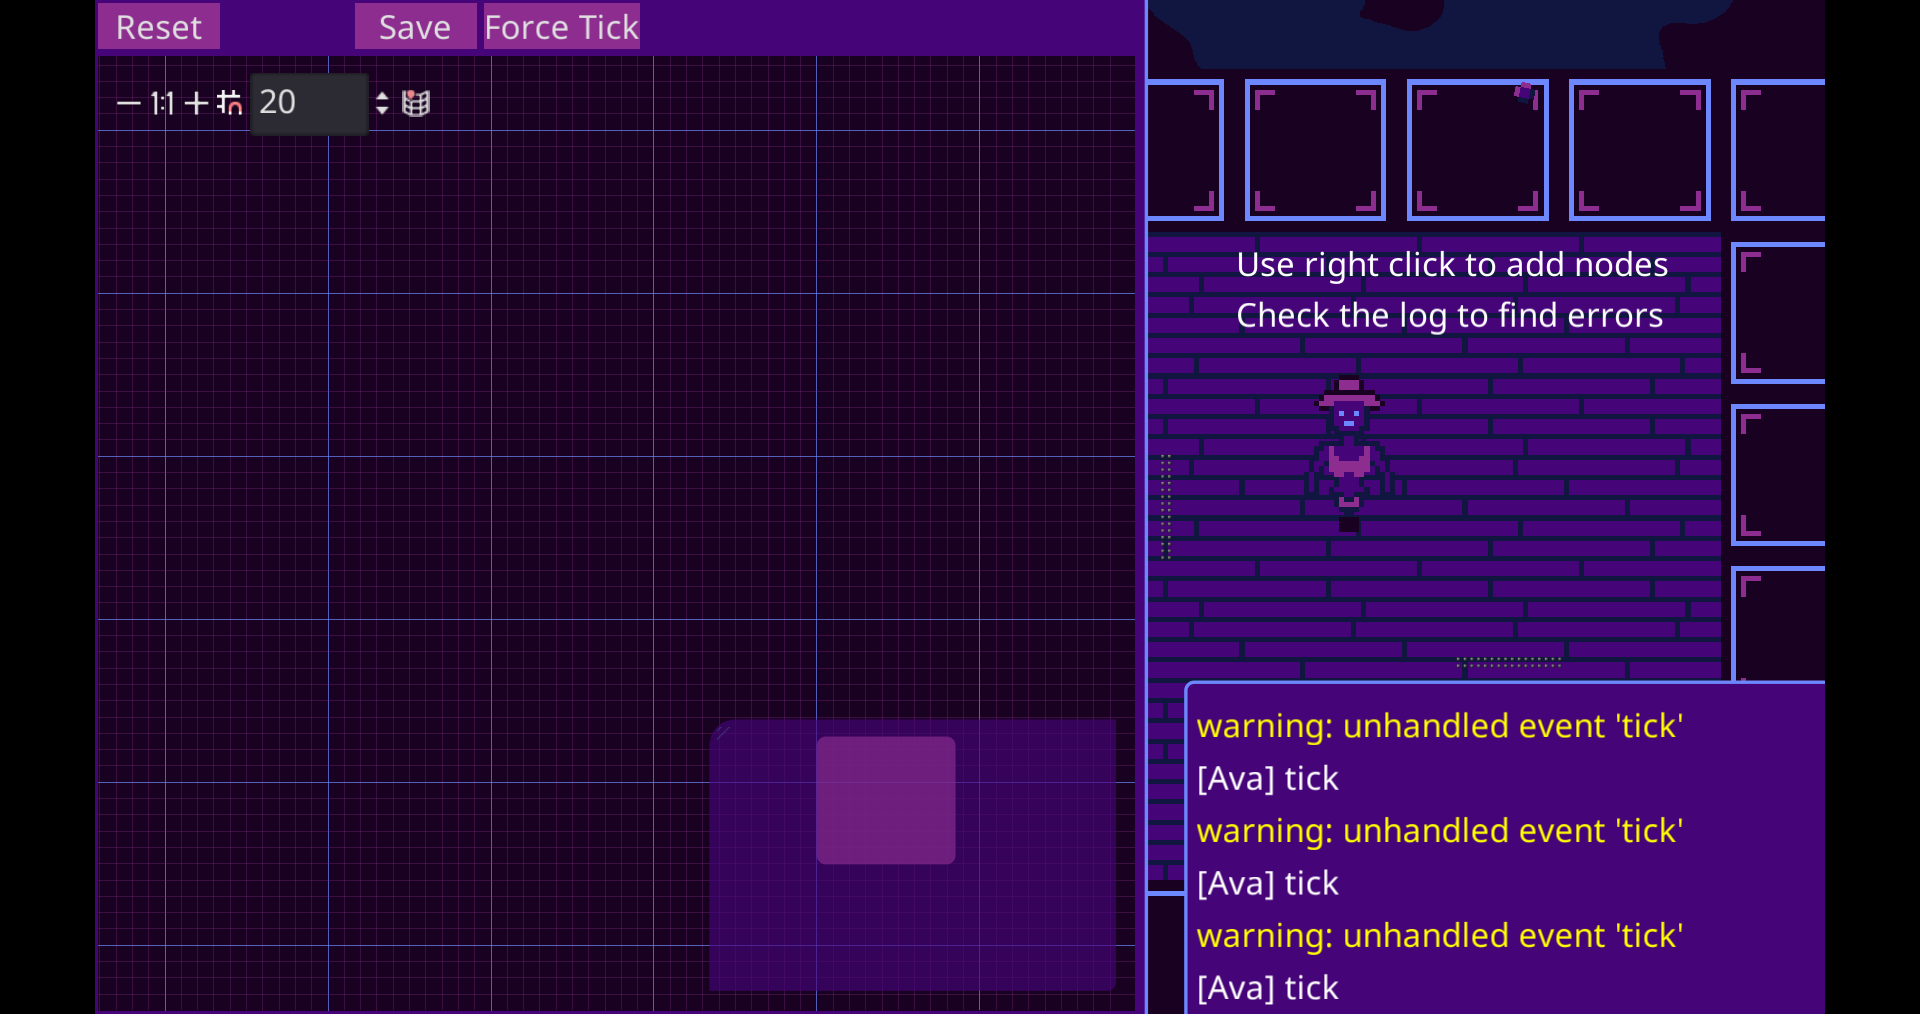 Reset Save Force Tick
1:1 20
Use right click to add nodes
Check the log to find errors
warning: unhandled event 'tick'
[Ava] tick
warning: unhandled event 'tick'
[Ava] tick
warning: unhandled event 'tick'
[Ava] tick